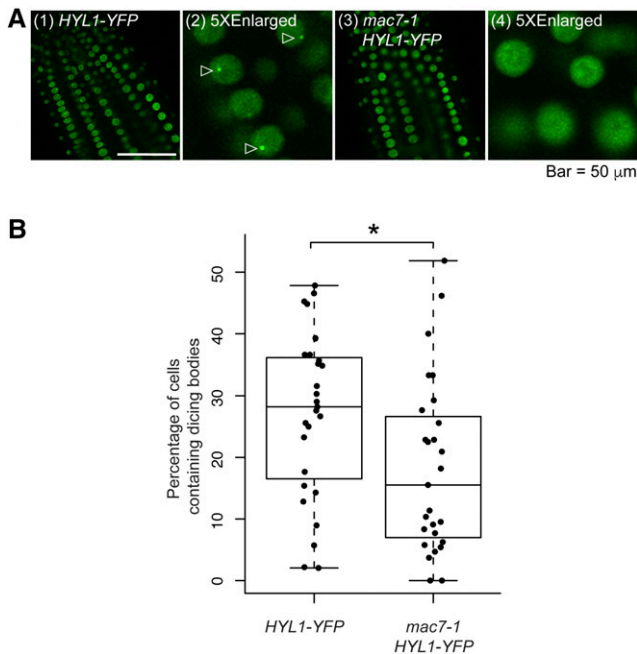 A
(1) HYL1-YFP
(2) 5XEnlarged
(3) mac7-1
HYL1-YFP
(4) 5XEnlarged
Bar = 50 μm
B
*
Percentage of cells
containing dicing bodies
50
40
30
20
10
0
HYL1-YFP
mac7-1
HYL1-YFP